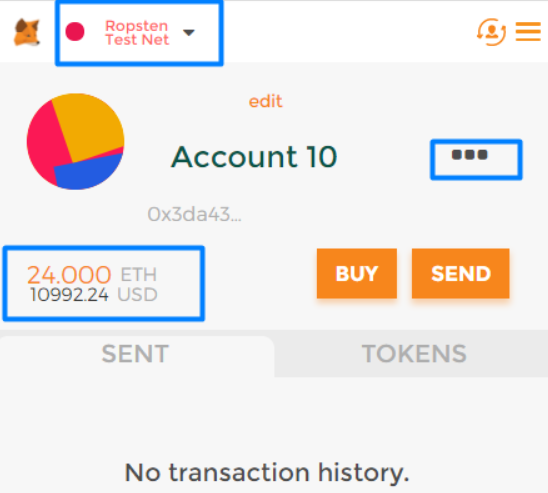 Ropsten
Test Net
edit
Account 10
0x3da43...
24.000 ETH
10992.24 USD
BUY
SEND
SENT
TOKENS
No transaction history.